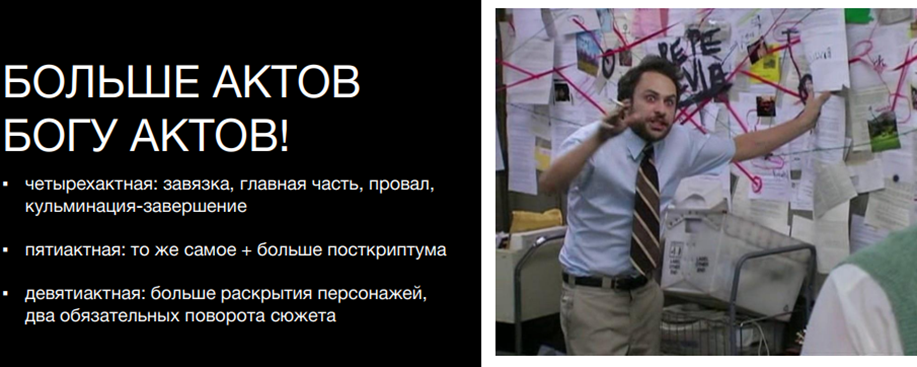 БОЛЬШЕ АКТОВ
БОГУ АКТОВ!
▪ четырехактная: завязка, главная часть, провал,
кульминация-завершение
▪ пятиактная: то же самое + больше посткриптума
▪ девятиактная: больше раскрытия персонажей,
два обязательных поворота сюжета
PEPE